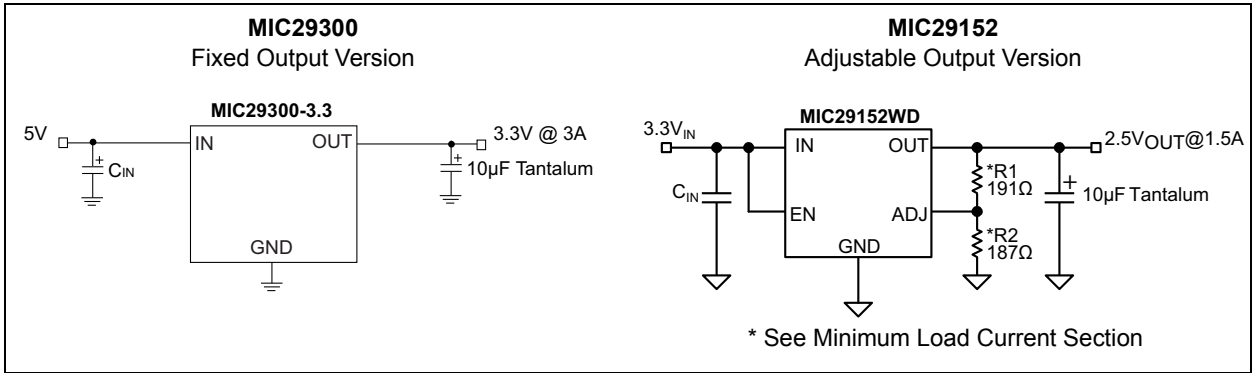 MIC29300
Fixed Output Version
MIC29300-3.3
5V
IN
OUT
3.3V @ 3A
+
CIN
+
10µF Tantalum
GND
MIC29152
Adjustable Output Version
MIC29152WD
3.3VIN
IN
OUT
2.5VOUT@1.5A
*R1
191Ω
CIN
+
10µF Tantalum
EN
ADJ
*R2
187Ω
GND
* See Minimum Load Current Section